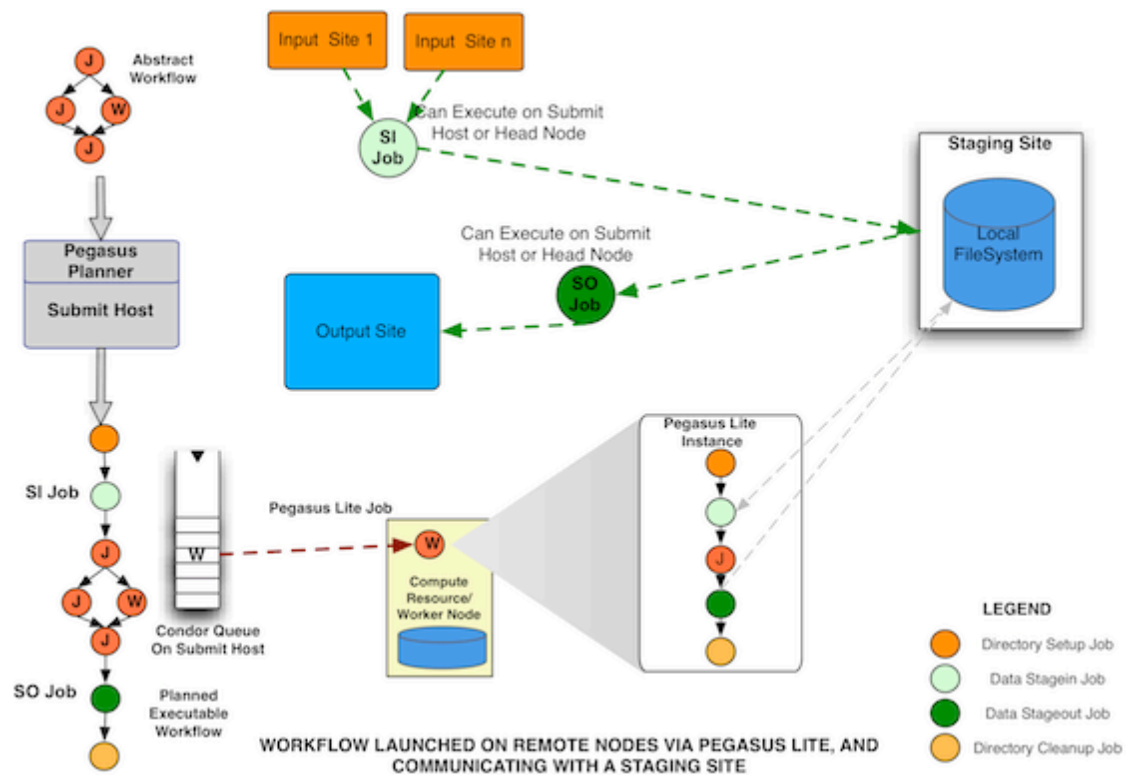 Input Site 1
Input Site n
J
J
W
J
Abstract
Workflow
Can Execute on Submit
Host or Head Node
SI
Job
Staging Site
Local
FileSystem
Pegasus
Planner
Submit Host
Can Execute on Submit
Host or Head Node
SO
Job
Output Site
Pegasus Lite
Instance
J
SI Job
J
J
W
J
SO Job
Planned
Executable
Workflow
W
Condor Queue
On Submit Host
Pegasus Lite Job
W
Compute
Resource/
Worker Node
LEGEND
Directory Setup Job
Data Stagein Job
Data Stageout Job
Directory Cleanup Job
WORKFLOW LAUNCHED ON REMOTE NODES VIA PEGASUS LITE, AND
COMMUNICATING WITH A STAGING SITE